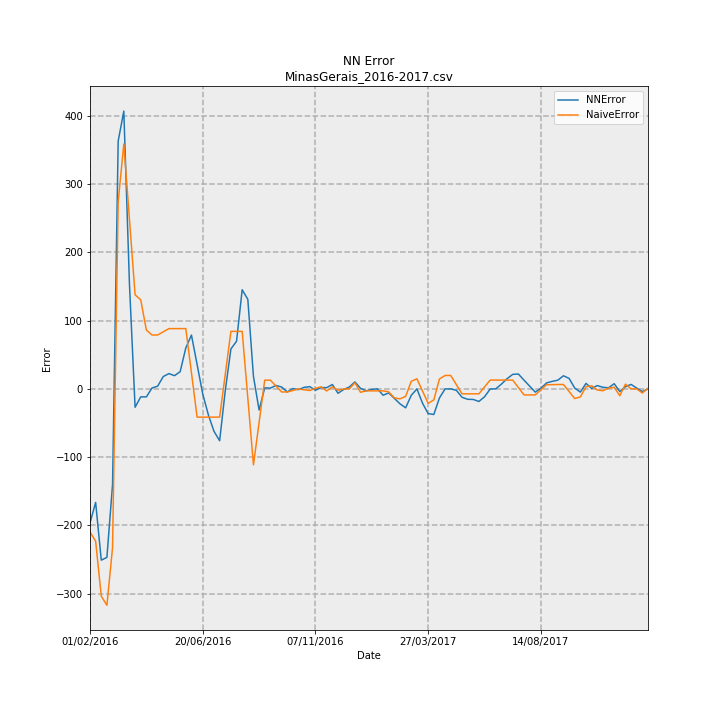 NN Error
MinasGerais_2016-2017.csv
NNError
NaiveError
400
300
200
100
0
−100
−200
−300
Error
01/02/2016
20/06/2016
07/11/2016
27/03/2017
14/08/2017
Date